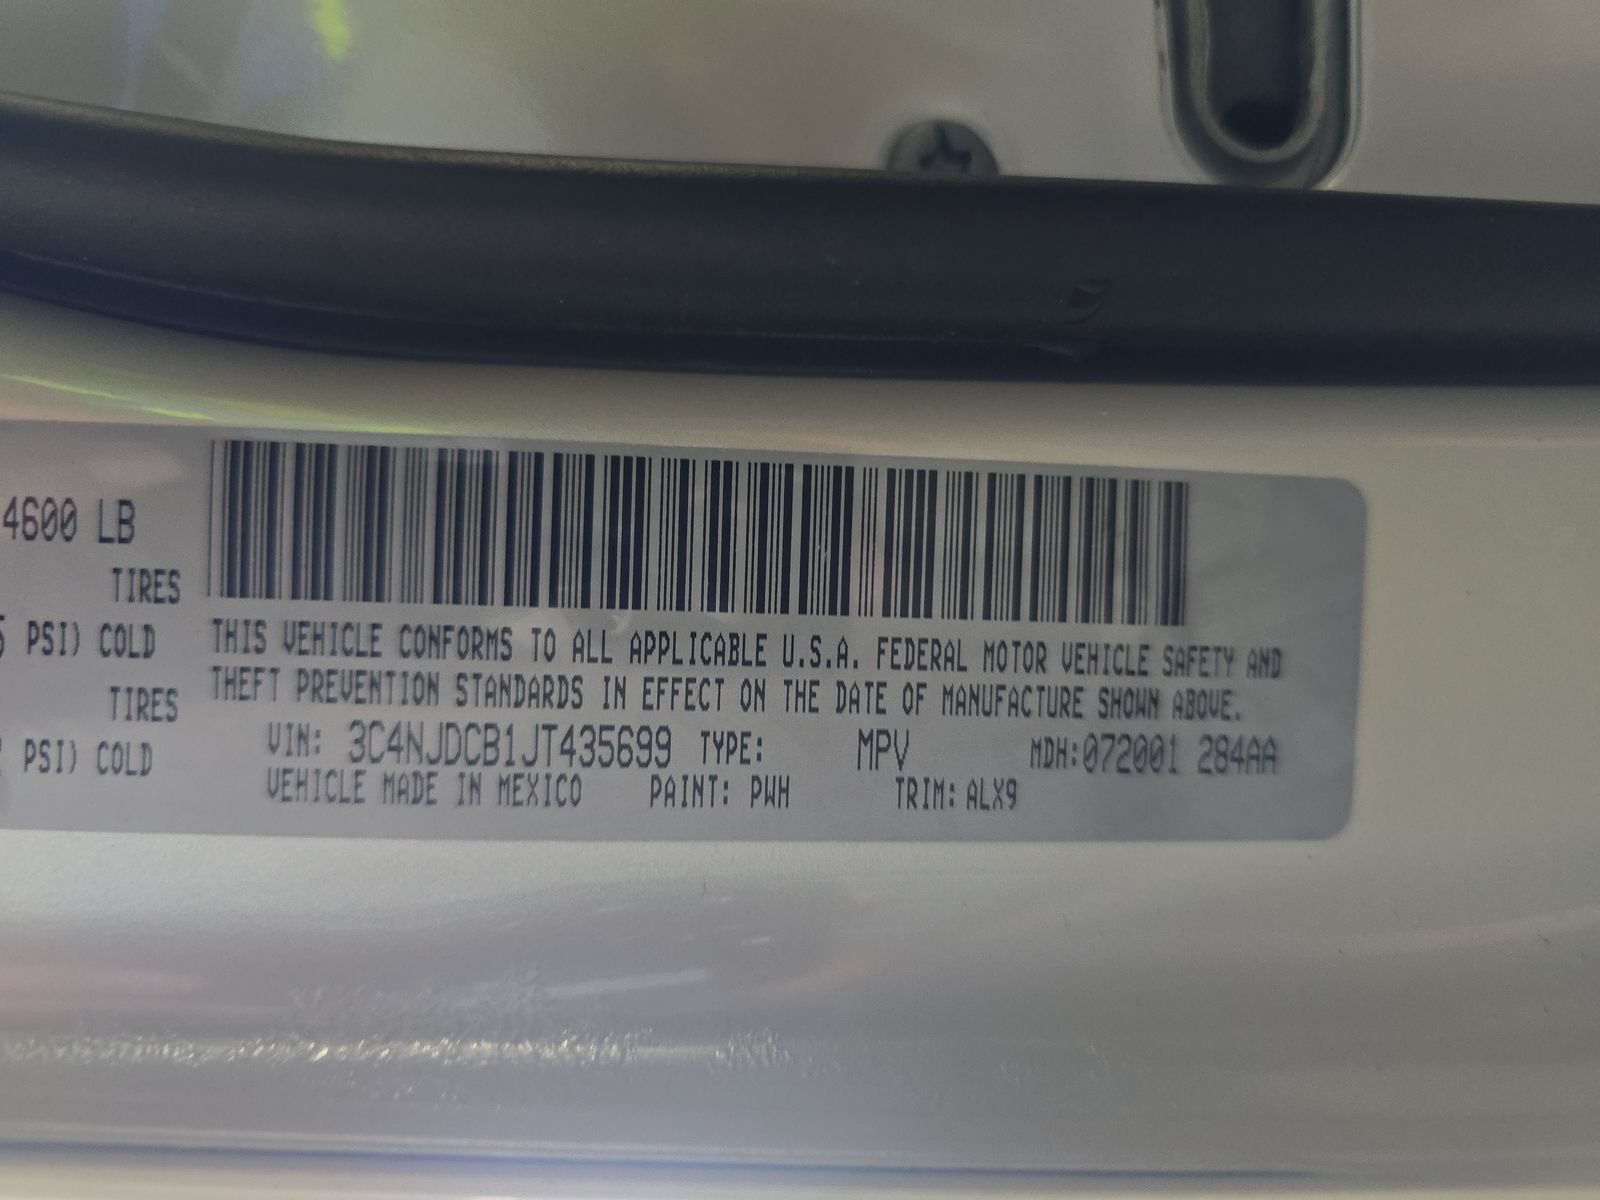 4600 LB
TIRES
PSI) COLD
TIRES
PSI) COLD
THIS VEHICLE CONFORMS TO ALL APPLICABLE U.S.A. FEDERAL MOTOR VEHICLE SAFETY AND
THEFT PREVENTION STANDARDS IN EFFECT ON THE DATE OF MANUFACTURE SHOWN ABOVE.
VIN: 3C4NJDCB1JT435699 TYPE: MPV MDH:072001 284AA
VEHICLE MADE IN MEXICO PAINT: PWH TRIM: ALX9